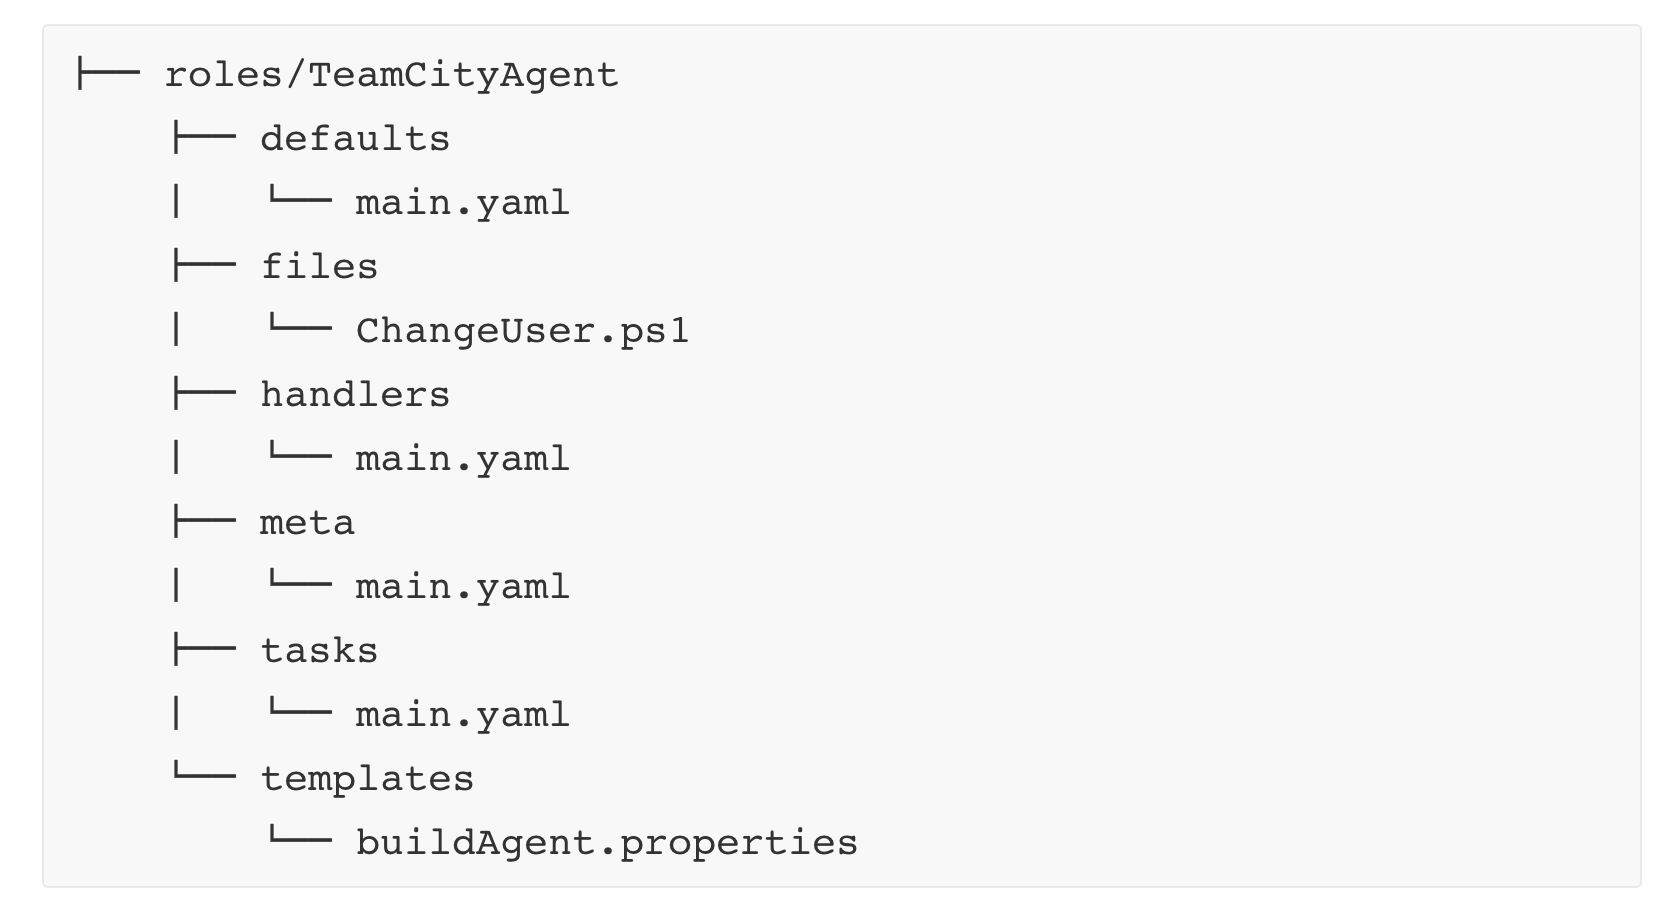 ├── roles/TeamCityAgent
    ├── defaults
    │   └── main.yaml
    ├── files
    │   └── ChangeUser.ps1
    ├── handlers
    │   └── main.yaml
    ├── meta
    │   └── main.yaml
    ├── tasks
    │   └── main.yaml
    └── templates
        └── buildAgent.properties